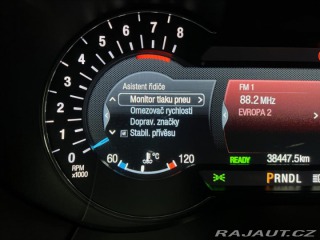 8
7
6
5
4
3
2
1
0
RPM
x1000
Asistent řidiče
Monitor tlaku pneu
Omezovač rychlosti
Doprav. značky
Stabil. přívěsu
60 °C 120
FM 1
88.2 MHz
EVROPA 2
READY 38447.5km
PRNDL
RAJAUT.CZ